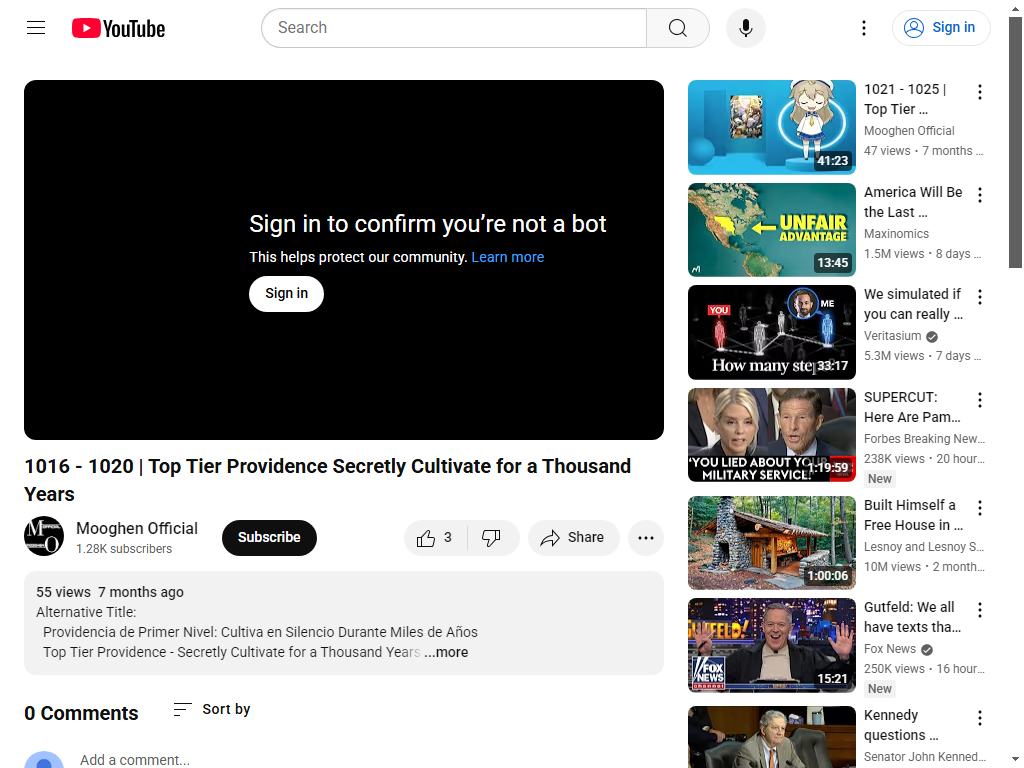 YouTube
Search
Sign in
Sign in to confirm you’re not a bot
This helps protect our community. Learn more
Sign in
1016 - 1020 | Top Tier Providence Secretly Cultivate for a Thousand
Years
Mooghen Official
1.28K subscribers
Subscribe
3
Share
55 views 7 months ago
Alternative Title:
Providencia de Primer Nivel: Cultiva en Silencio Durante Miles de Años
Top Tier Providence - Secretly Cultivate for a Thousand Years ...more
0 Comments
Sort by
Add a comment...
41:23
1021 - 1025 |
Top Tier ...
Mooghen Official
47 views • 7 months ...
UNFAIR
ADVANTAGE
13:45
America Will Be
the Last ...
Maxinomics
1.5M views • 8 days ...
YOU
ME
How many ste
33:17
We simulated if
you can really ...
Veritasium
5.3M views • 7 days ...
"YOU LIED ABOUT YOUR
MILITARY SERVICE."
1:19:59
SUPERCUT:
Here Are Pam...
Forbes Breaking New...
238K views • 20 hour...
New
1:00:06
Built Himself a
Free House in ...
Lesnoy and Lesnoy S...
10M views • 2 month...
GUTFELD!
FOX
NEWS
channel
15:21
Gutfeld: We all
have texts tha...
Fox News
250K views • 16 hour...
New
Kennedy
questions ...
Senator John Kenned...